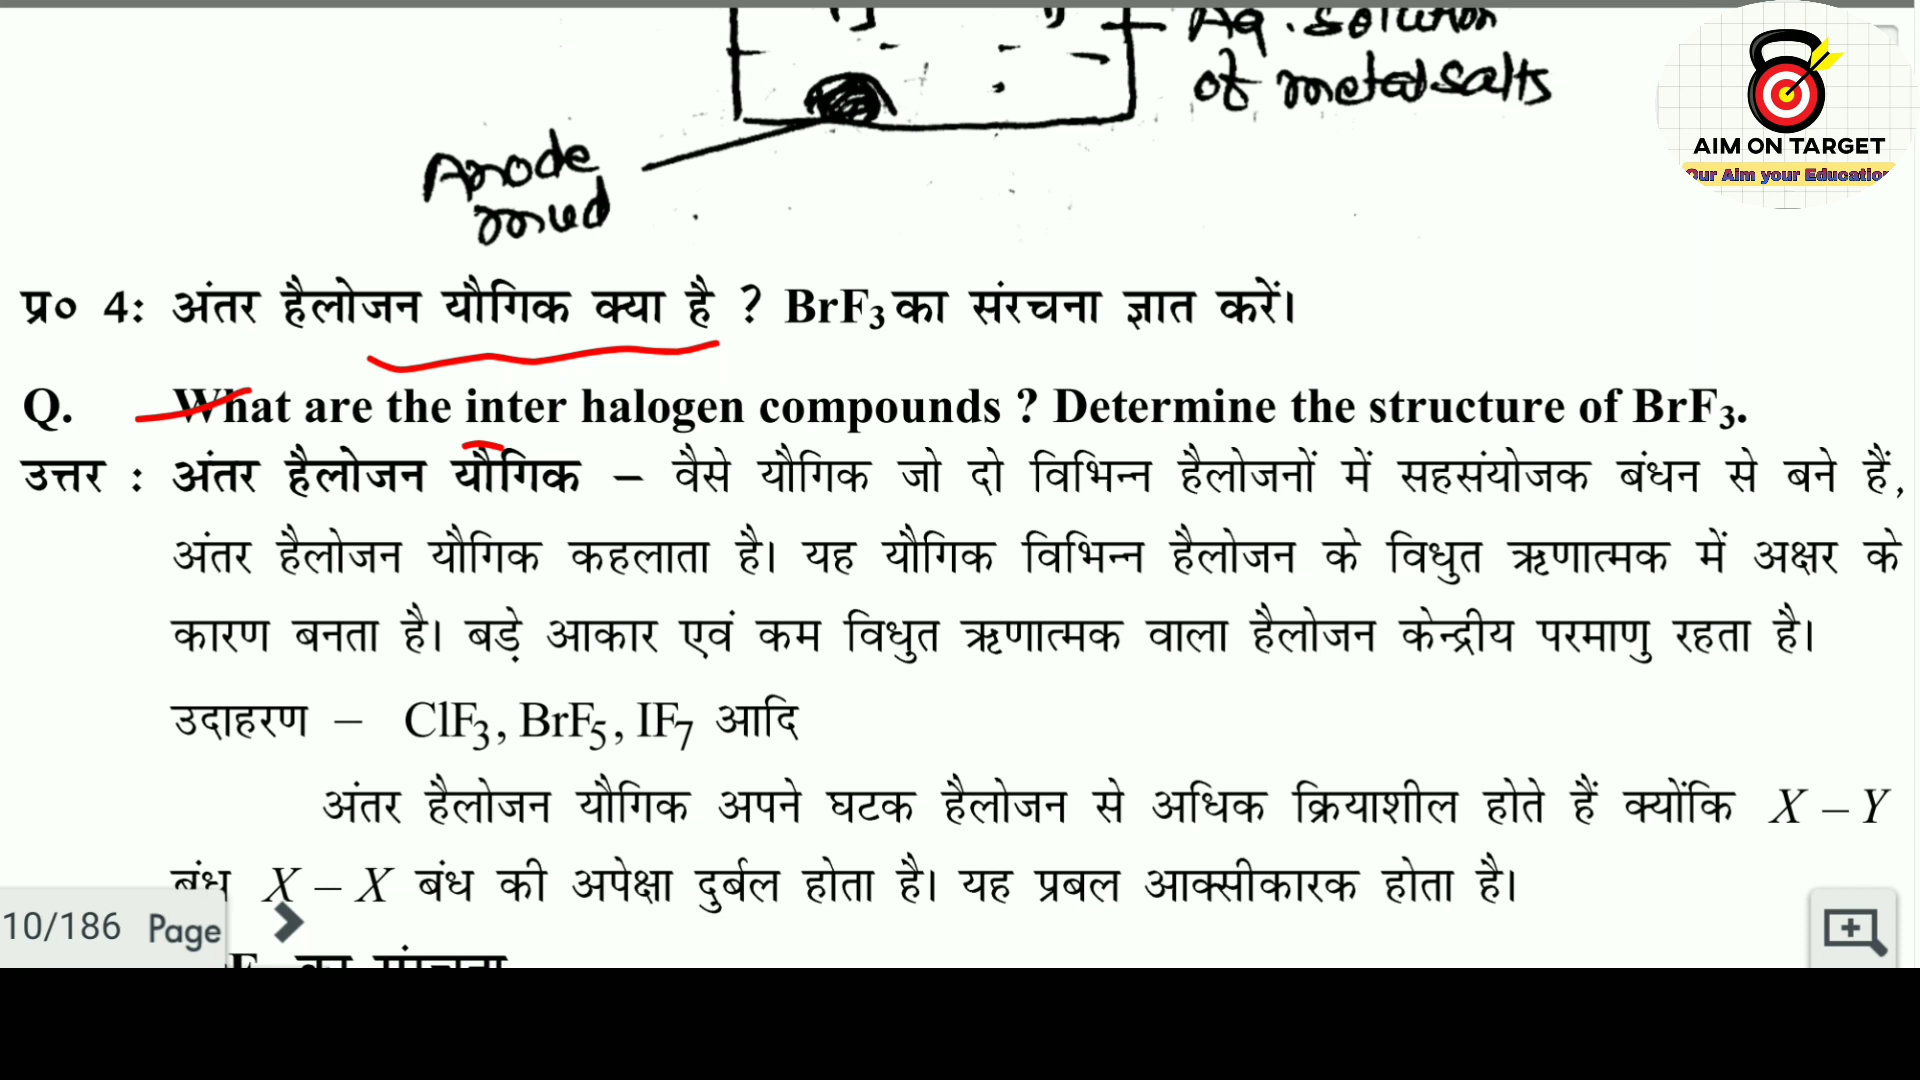 Aq. solution
of metal salts
Anode
mud
AIM ON TARGET
Our Aim your Education
प्र० 4: अंतर हैलोजन यौगिक क्या है ? BrF₃ का संरचना ज्ञात करें।
Q. What are the inter halogen compounds ? Determine the structure of BrF₃.
उत्तर : अंतर हैलोजन यौगिक – वैसे यौगिक जो दो विभिन्न हैलोजनों में सहसंयोजक बंधन से बने हैं,
अंतर हैलोजन यौगिक कहलाता है। यह यौगिक विभिन्न हैलोजन के विधुत ऋणात्मक में अक्षर के
कारण बनता है। बड़े आकार एवं कम विधुत ऋणात्मक वाला हैलोजन केन्द्रीय परमाणु रहता है।
उदाहरण – ClF₃, BrF₅, IF₇ आदि
अंतर हैलोजन यौगिक अपने घटक हैलोजन से अधिक क्रियाशील होते हैं क्योंकि X – Y
बंध X – X बंध की अपेक्षा दुर्बल होता है। यह प्रबल आक्सीकारक होता है।
10/186 Page